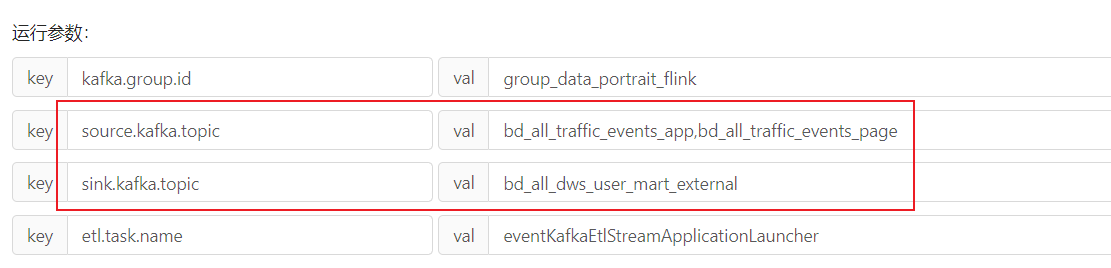 运行参数：
key kafka.group.id val group_data_portrait_flink
key source.kafka.topic val bd_all_traffic_events_app,bd_all_traffic_events_page
key sink.kafka.topic val bd_all_dws_user_mart_external
key etl.task.name val eventKafkaEtlStreamApplicationLauncher